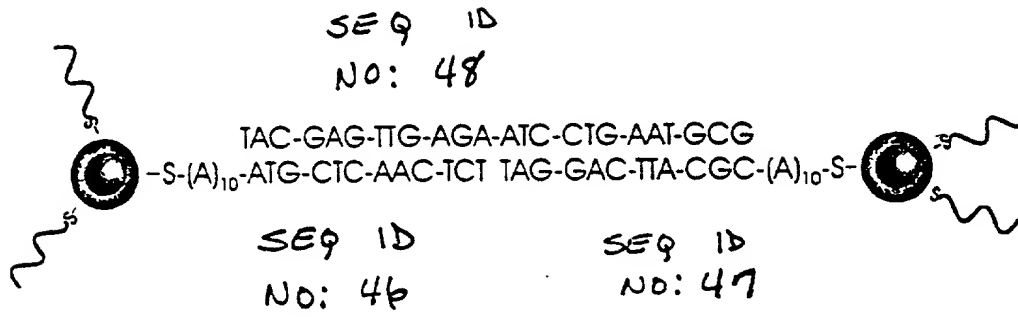 SEQ ID
NO: 48
TAC-GAG-TTG-AGA-ATC-CTG-AAT-GCG
-S-(A)10-ATG-CTC-AAC-TCT TAG-GAC-TTA-CGC-(A)10-S-
SEQ ID
NO: 46
SEQ ID
NO: 47
S
S
S
S